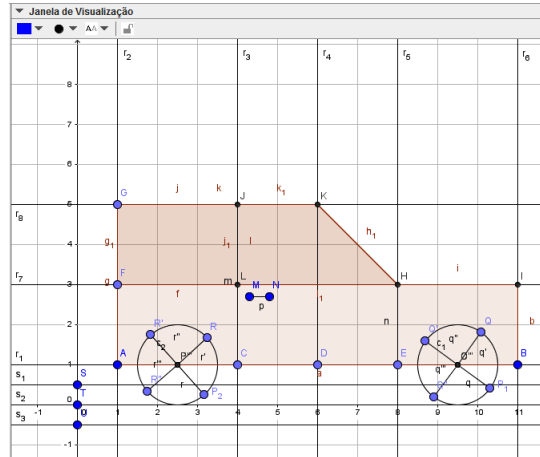 Janela de Visualização
AA
r2 r3 r4 r5 r6
8
7
6
G j k J k1 K
5
r8
g1 j1 l h1
4
r7 F L H i I
3
g f m M N
p
1 n b
2
R' r'' R Q' q'' Q
r1 A r''' r' C D E c1 q''' q' B
1
a
s1 S r P2 q P1
s2 T
-1 0 1 2 3 4 5 6 7 8 9 10 11
s3
-1